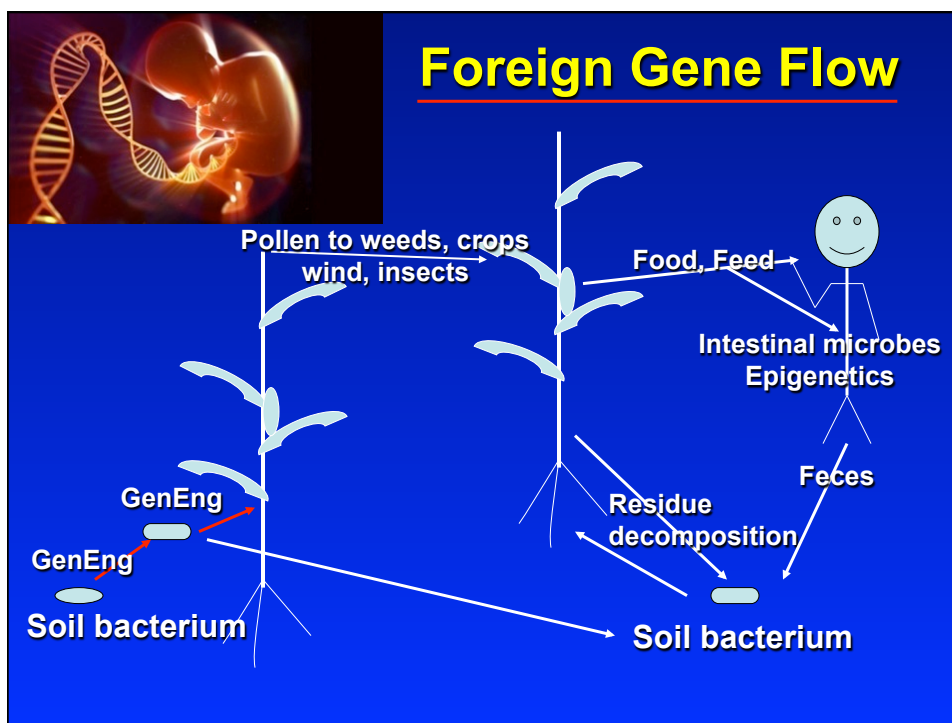 Foreign Gene Flow
Pollen to weeds, crops
wind, insects
Food, Feed
Intestinal microbes
Epigenetics
GenEng
GenEng
Soil bacterium
Residue
decomposition
Feces
Soil bacterium